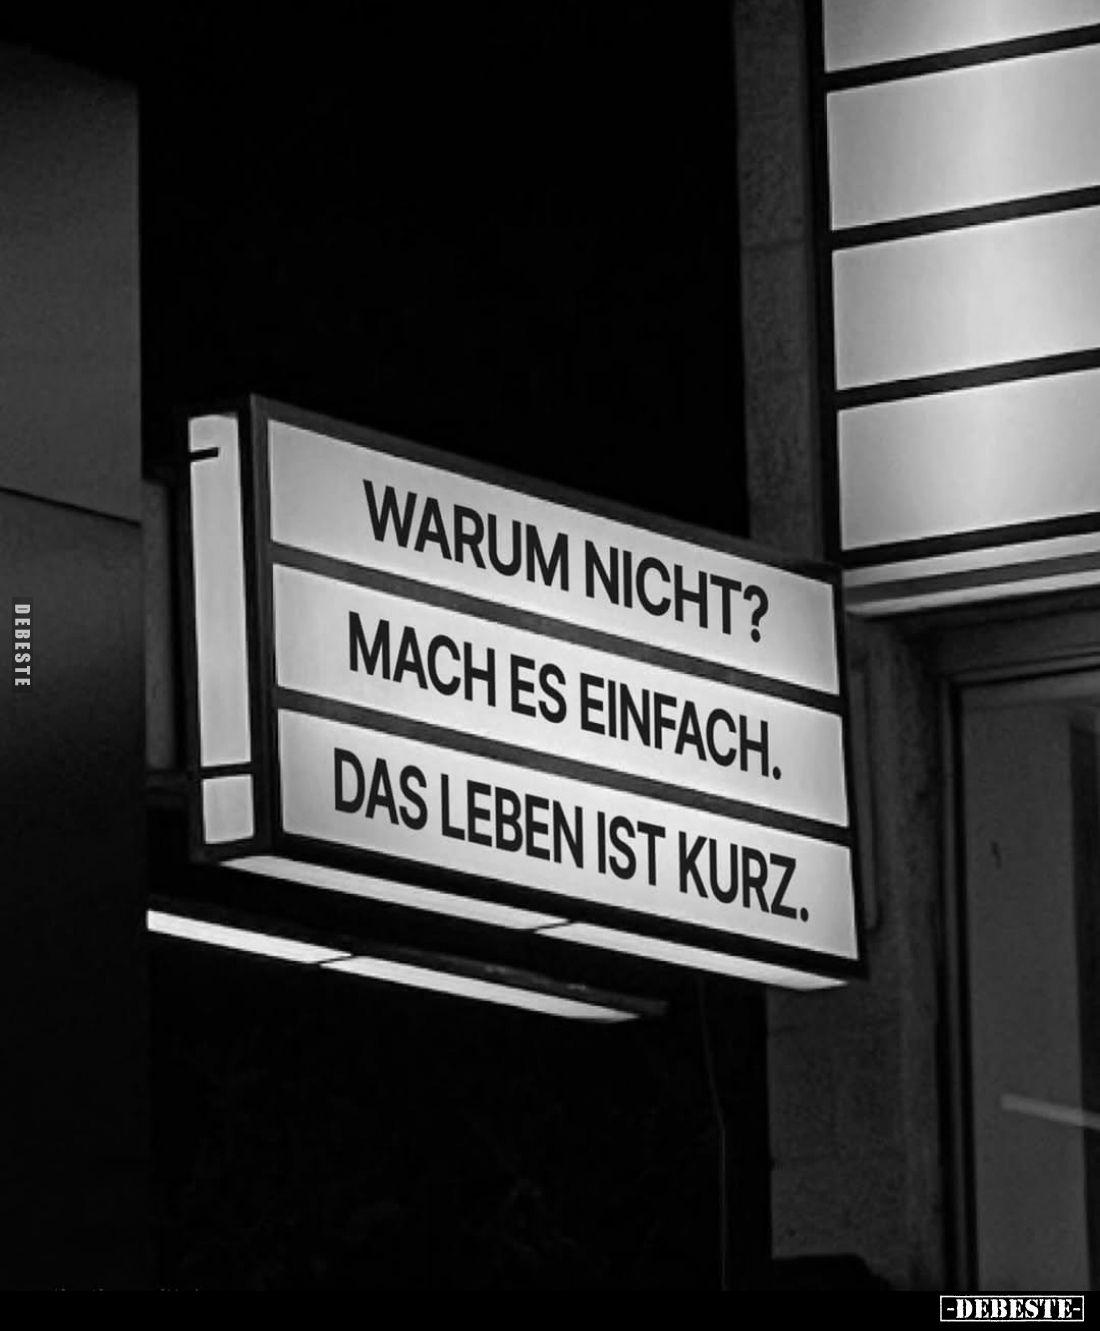 WARUM NICHT?
MACH ES EINFACH.
DAS LEBEN IST KURZ.
DEBESTE
-DEBESTE-